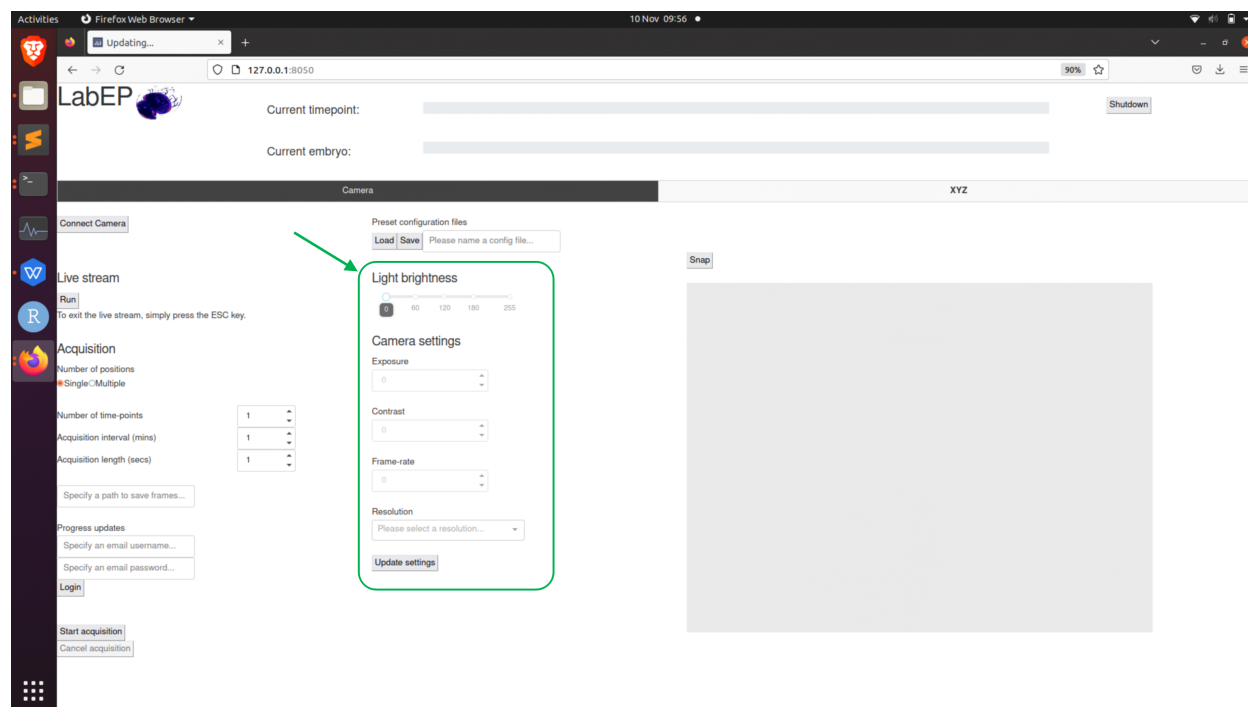 Activities Firefox Web Browser 10 Nov 09:56
Updating...
127.0.0.1:8050 90%
LabEP
Current timepoint:
Shutdown
Current embryo:
Camera XYZ
Connect Camera
Live stream
Run
To exit the live stream, simply press the ESC key.
Acquisition
Number of positions
Single Multiple
Number of time-points 1
Acquisition interval (mins) 1
Acquisition length (secs) 1
Specify a path to save frames...
Progress updates
Specify an email username...
Specify an email password...
Login
Start acquisition
Cancel acquisition
Preset configuration files
Load Save Please name a config file...
Light brightness
0 60 120 180 255
Camera settings
Exposure
0
Contrast
0
Frame-rate
0
Resolution
Please select a resolution...
Update settings
Snap